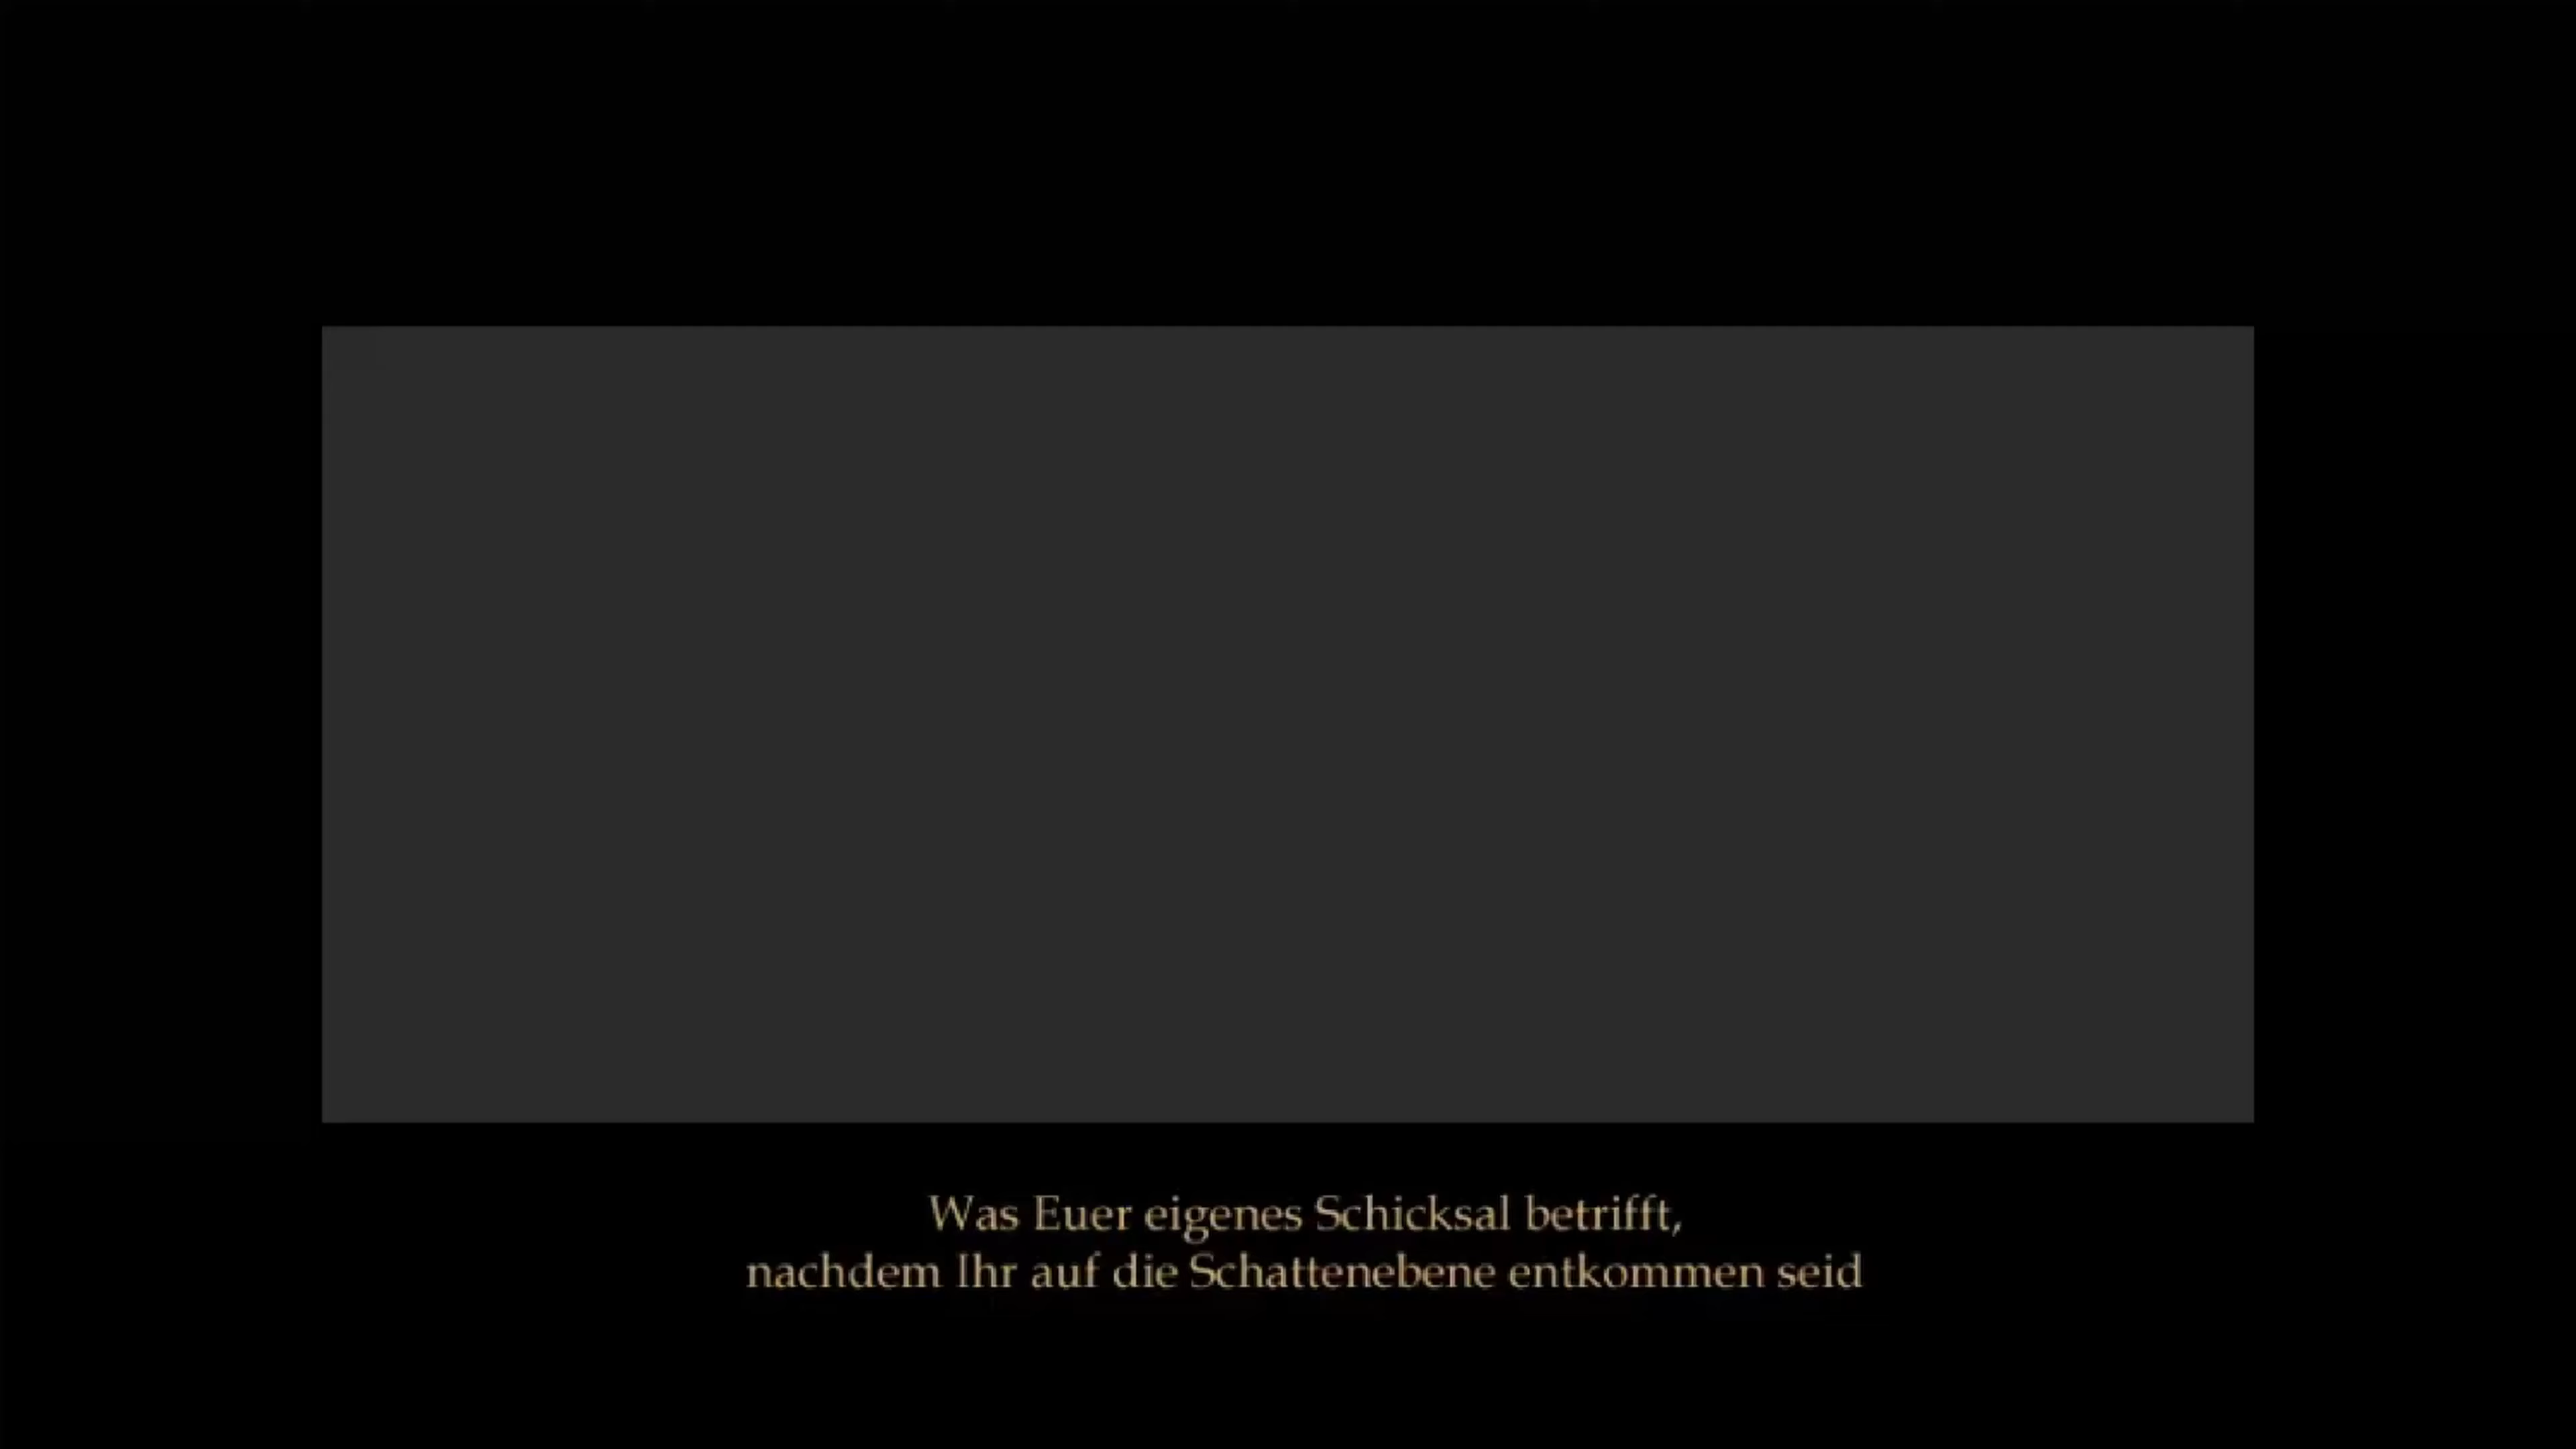 Was Euer eigenes Schicksal betrifft,
nachdem Ihr auf die Schattenebene entkommen seid